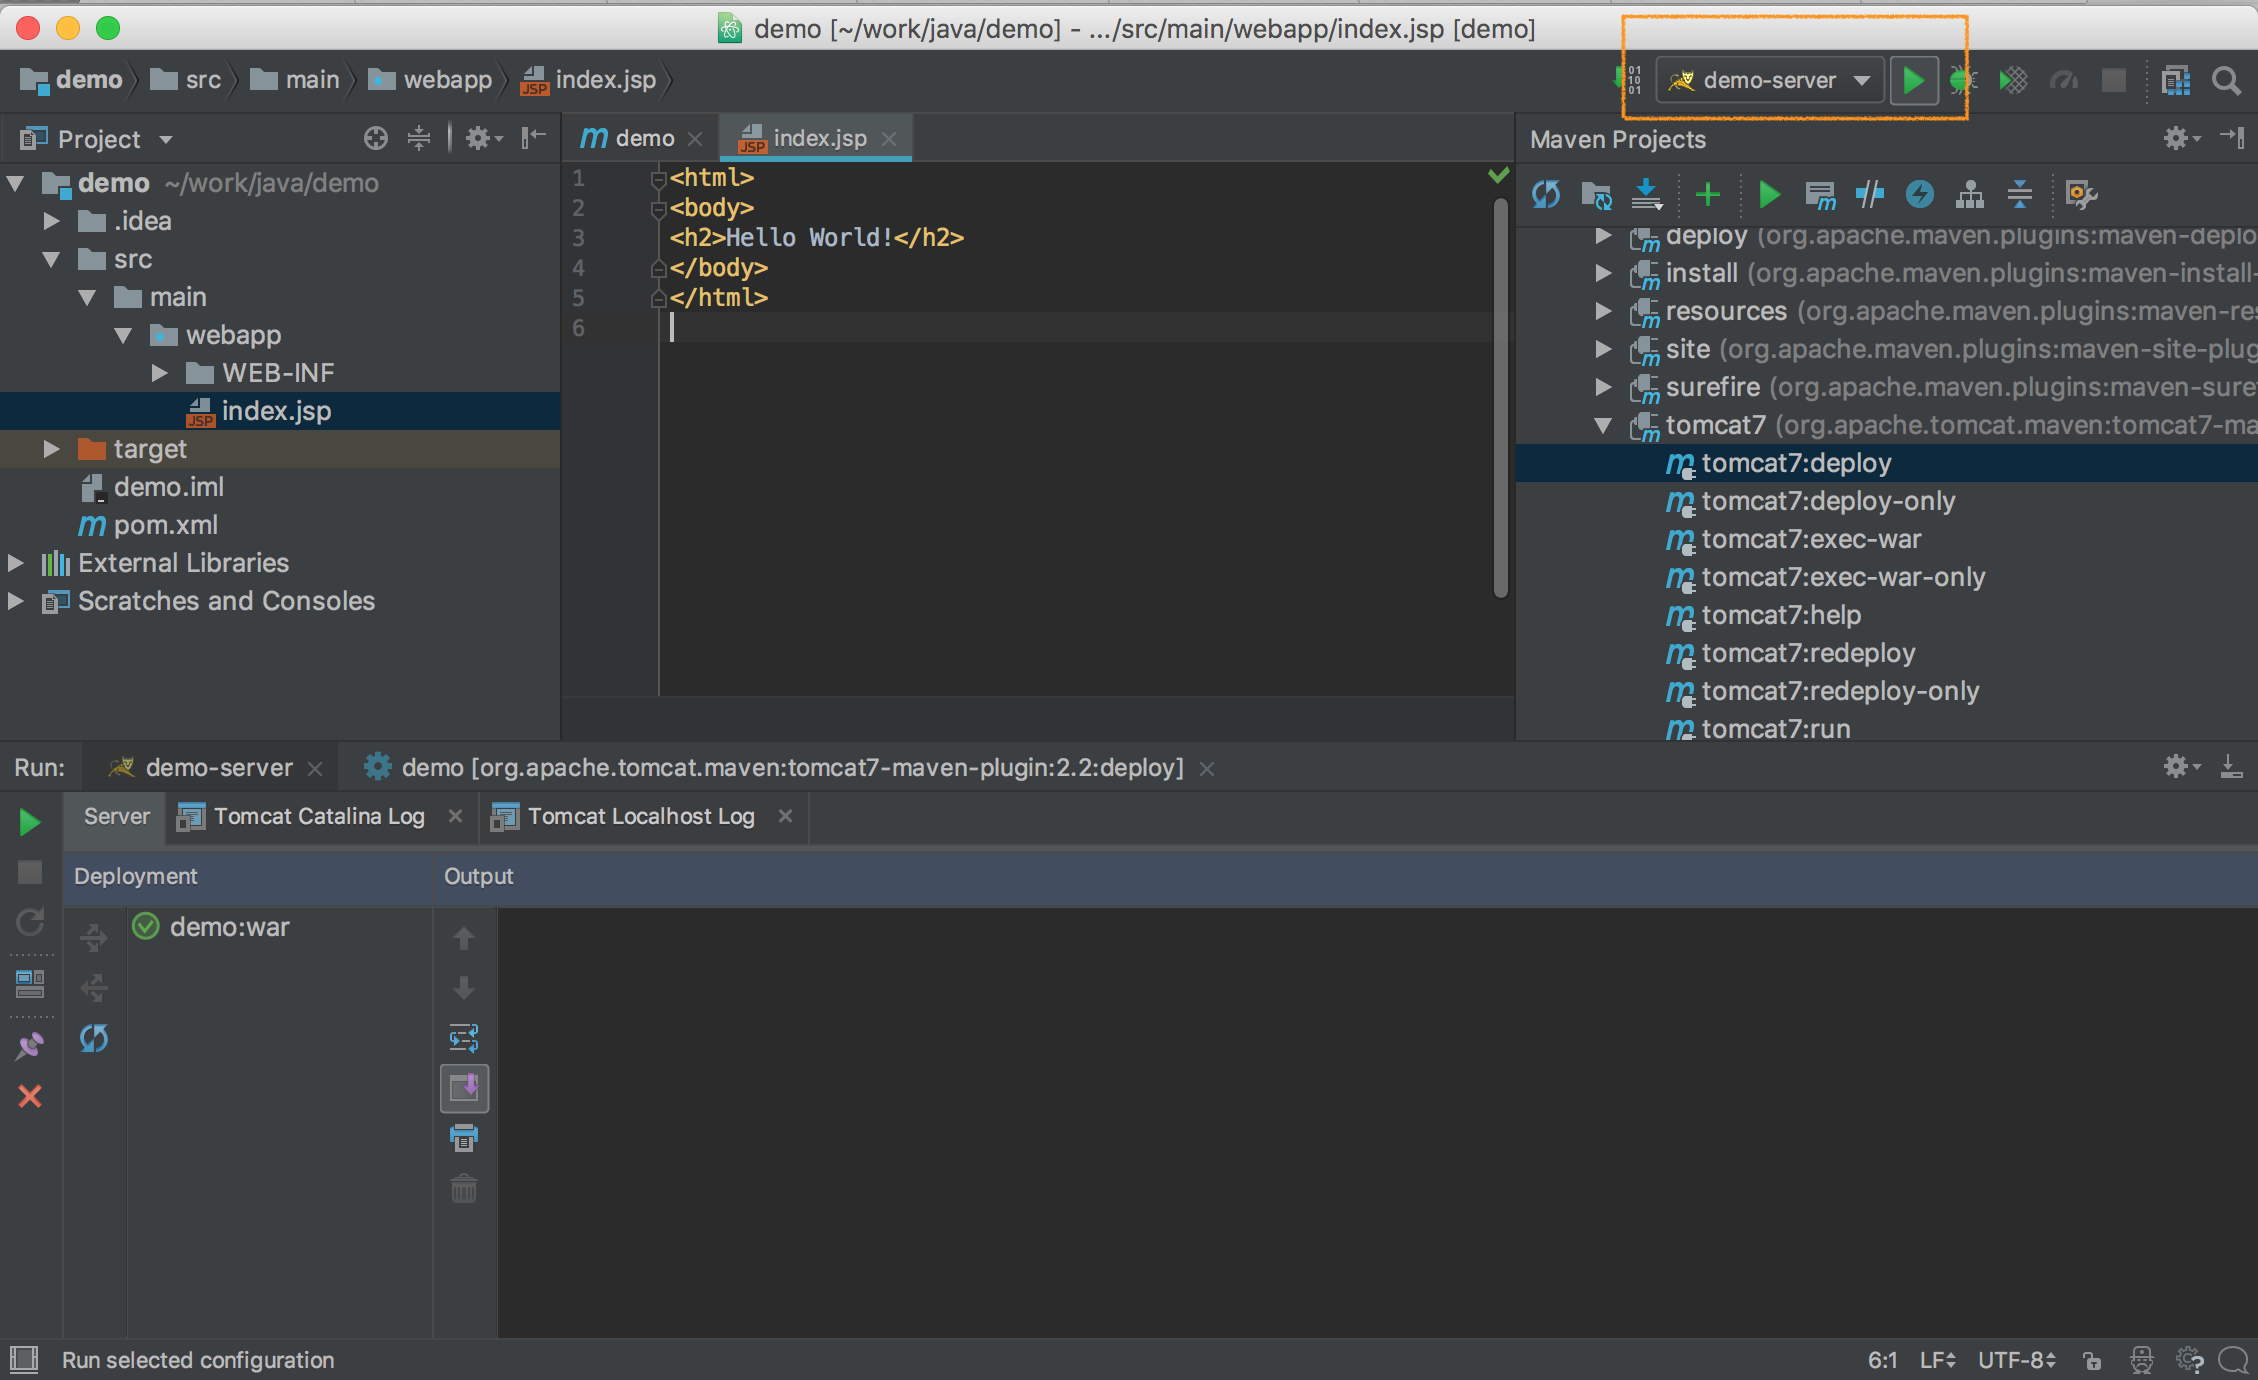 demo [~/work/java/demo] - .../src/main/webapp/index.jsp [demo]
demo src main webapp index.jsp
demo-server
Project
demo index.jsp
Maven Projects
demo ~/work/java/demo
.idea
src
main
webapp
WEB-INF
index.jsp
target
demo.iml
pom.xml
External Libraries
Scratches and Consoles
1 <html>
2 <body>
3 <h2>Hello World!</h2>
4 </body>
5 </html>
6
deploy (org.apache.maven.plugins:maven-deplo
install (org.apache.maven.plugins:maven-install-
resources (org.apache.maven.plugins:maven-res
site (org.apache.maven.plugins:maven-site-plug
surefire (org.apache.maven.plugins:maven-suref
tomcat7 (org.apache.tomcat.maven:tomcat7-ma
tomcat7:deploy
tomcat7:deploy-only
tomcat7:exec-war
tomcat7:exec-war-only
tomcat7:help
tomcat7:redeploy
tomcat7:redeploy-only
tomcat7:run
Run: demo-server demo [org.apache.tomcat.maven:tomcat7-maven-plugin:2.2:deploy]
Server Tomcat Catalina Log Tomcat Localhost Log
Deployment Output
demo:war
Run selected configuration 6:1 LF UTF-8